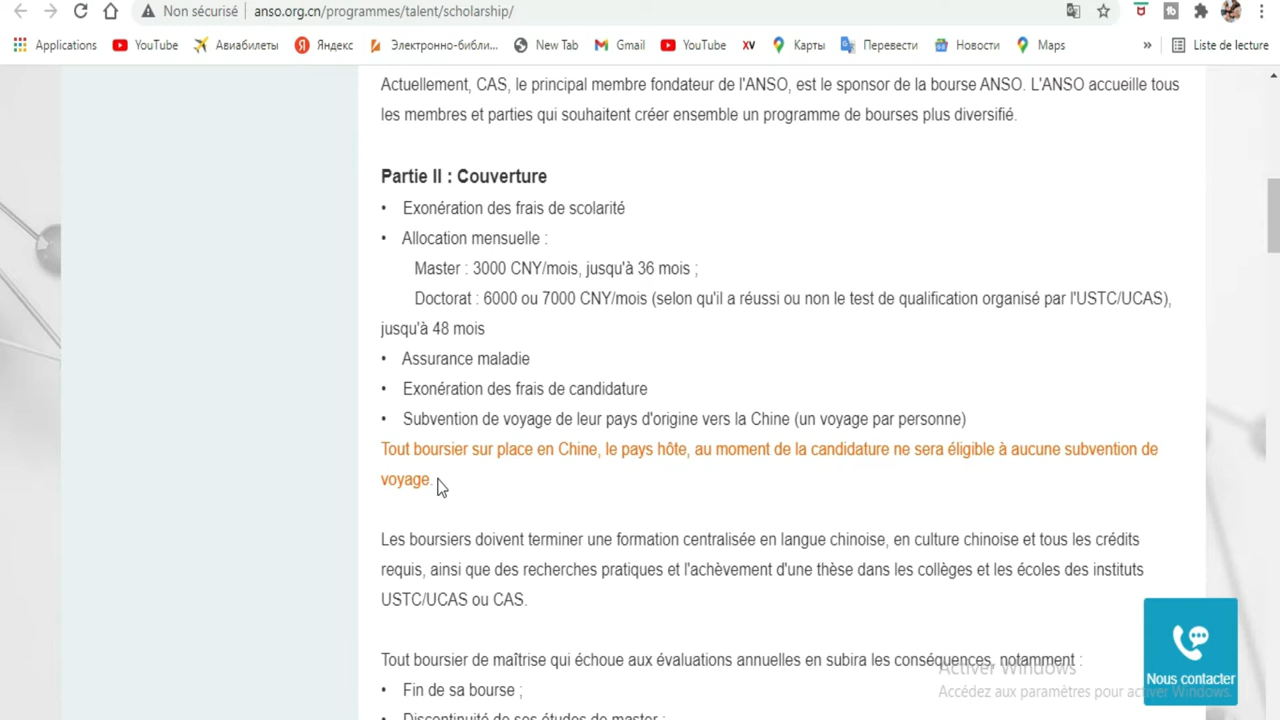 Non sécurisé anso.org.cn/programmes/talent/scholarship/
Applications YouTube Авиабилеты Яндекс Электронно-библи... New Tab Gmail YouTube XV Карты Перевести Новости Maps » Liste de lecture
Actuellement, CAS, le principal membre fondateur de l'ANSO, est le sponsor de la bourse ANSO. L'ANSO accueille tous
les membres et parties qui souhaitent créer ensemble un programme de bourses plus diversifié.
Partie II : Couverture
• Exonération des frais de scolarité
• Allocation mensuelle :
Master : 3000 CNY/mois, jusqu'à 36 mois ;
Doctorat : 6000 ou 7000 CNY/mois (selon qu'il a réussi ou non le test de qualification organisé par l'USTC/UCAS),
jusqu'à 48 mois
• Assurance maladie
• Exonération des frais de candidature
• Subvention de voyage de leur pays d'origine vers la Chine (un voyage par personne)
Tout boursier sur place en Chine, le pays hôte, au moment de la candidature ne sera éligible à aucune subvention de
voyage.
Les boursiers doivent terminer une formation centralisée en langue chinoise, en culture chinoise et tous les crédits
requis, ainsi que des recherches pratiques et l'achèvement d'une thèse dans les collèges et les écoles des instituts
USTC/UCAS ou CAS.
Tout boursier de maîtrise qui échoue aux évaluations annuelles en subira les conséquences, notamment :
• Fin de sa bourse ;
• Discontinuité de ses études de master ;
Nous contacter
Activer Windows
Accédez aux paramètres pour activer Windows.